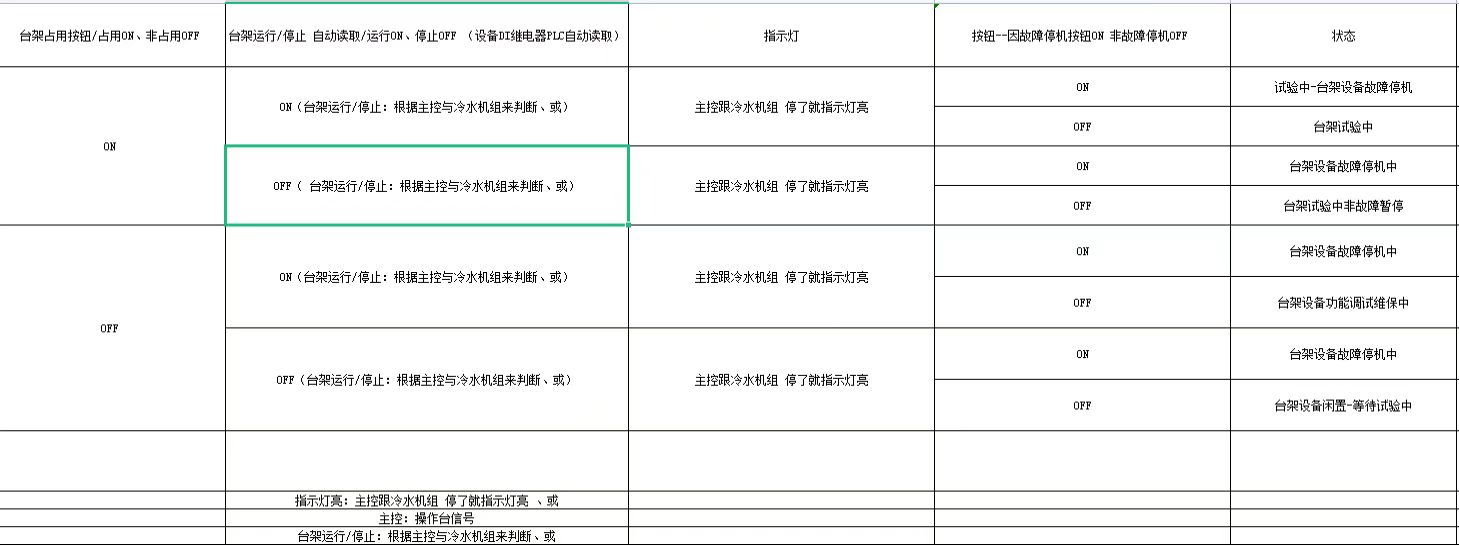 台架占用按钮/占用ON、非占用OFF
台架运行/停止 自动读取/运行ON、停止OFF （设备DI继电器PLC自动读取）
指示灯
按钮--因故障停机按钮ON 非故障停机OFF
状态
ON
ON（台架运行/停止：根据主控与冷水机组来判断、或）
主控跟冷水机组 停了就指示灯亮
ON
试验中-台架设备故障停机
OFF
台架试验中
OFF（ 台架运行/停止：根据主控与冷水机组来判断、或）
主控跟冷水机组 停了就指示灯亮
ON
台架设备故障停机中
OFF
台架试验中非故障暂停
OFF
ON（台架运行/停止：根据主控与冷水机组来判断、或）
主控跟冷水机组 停了就指示灯亮
ON
台架设备故障停机中
OFF
台架设备功能调试维保中
OFF（台架运行/停止：根据主控与冷水机组来判断、或）
主控跟冷水机组 停了就指示灯亮
ON
台架设备故障停机中
OFF
台架设备闲置-等待试验中
指示灯亮：主控跟冷水机组 停了就指示灯亮 、或
主控：操作台信号
台架运行/停止：根据主控与冷水机组来判断、或